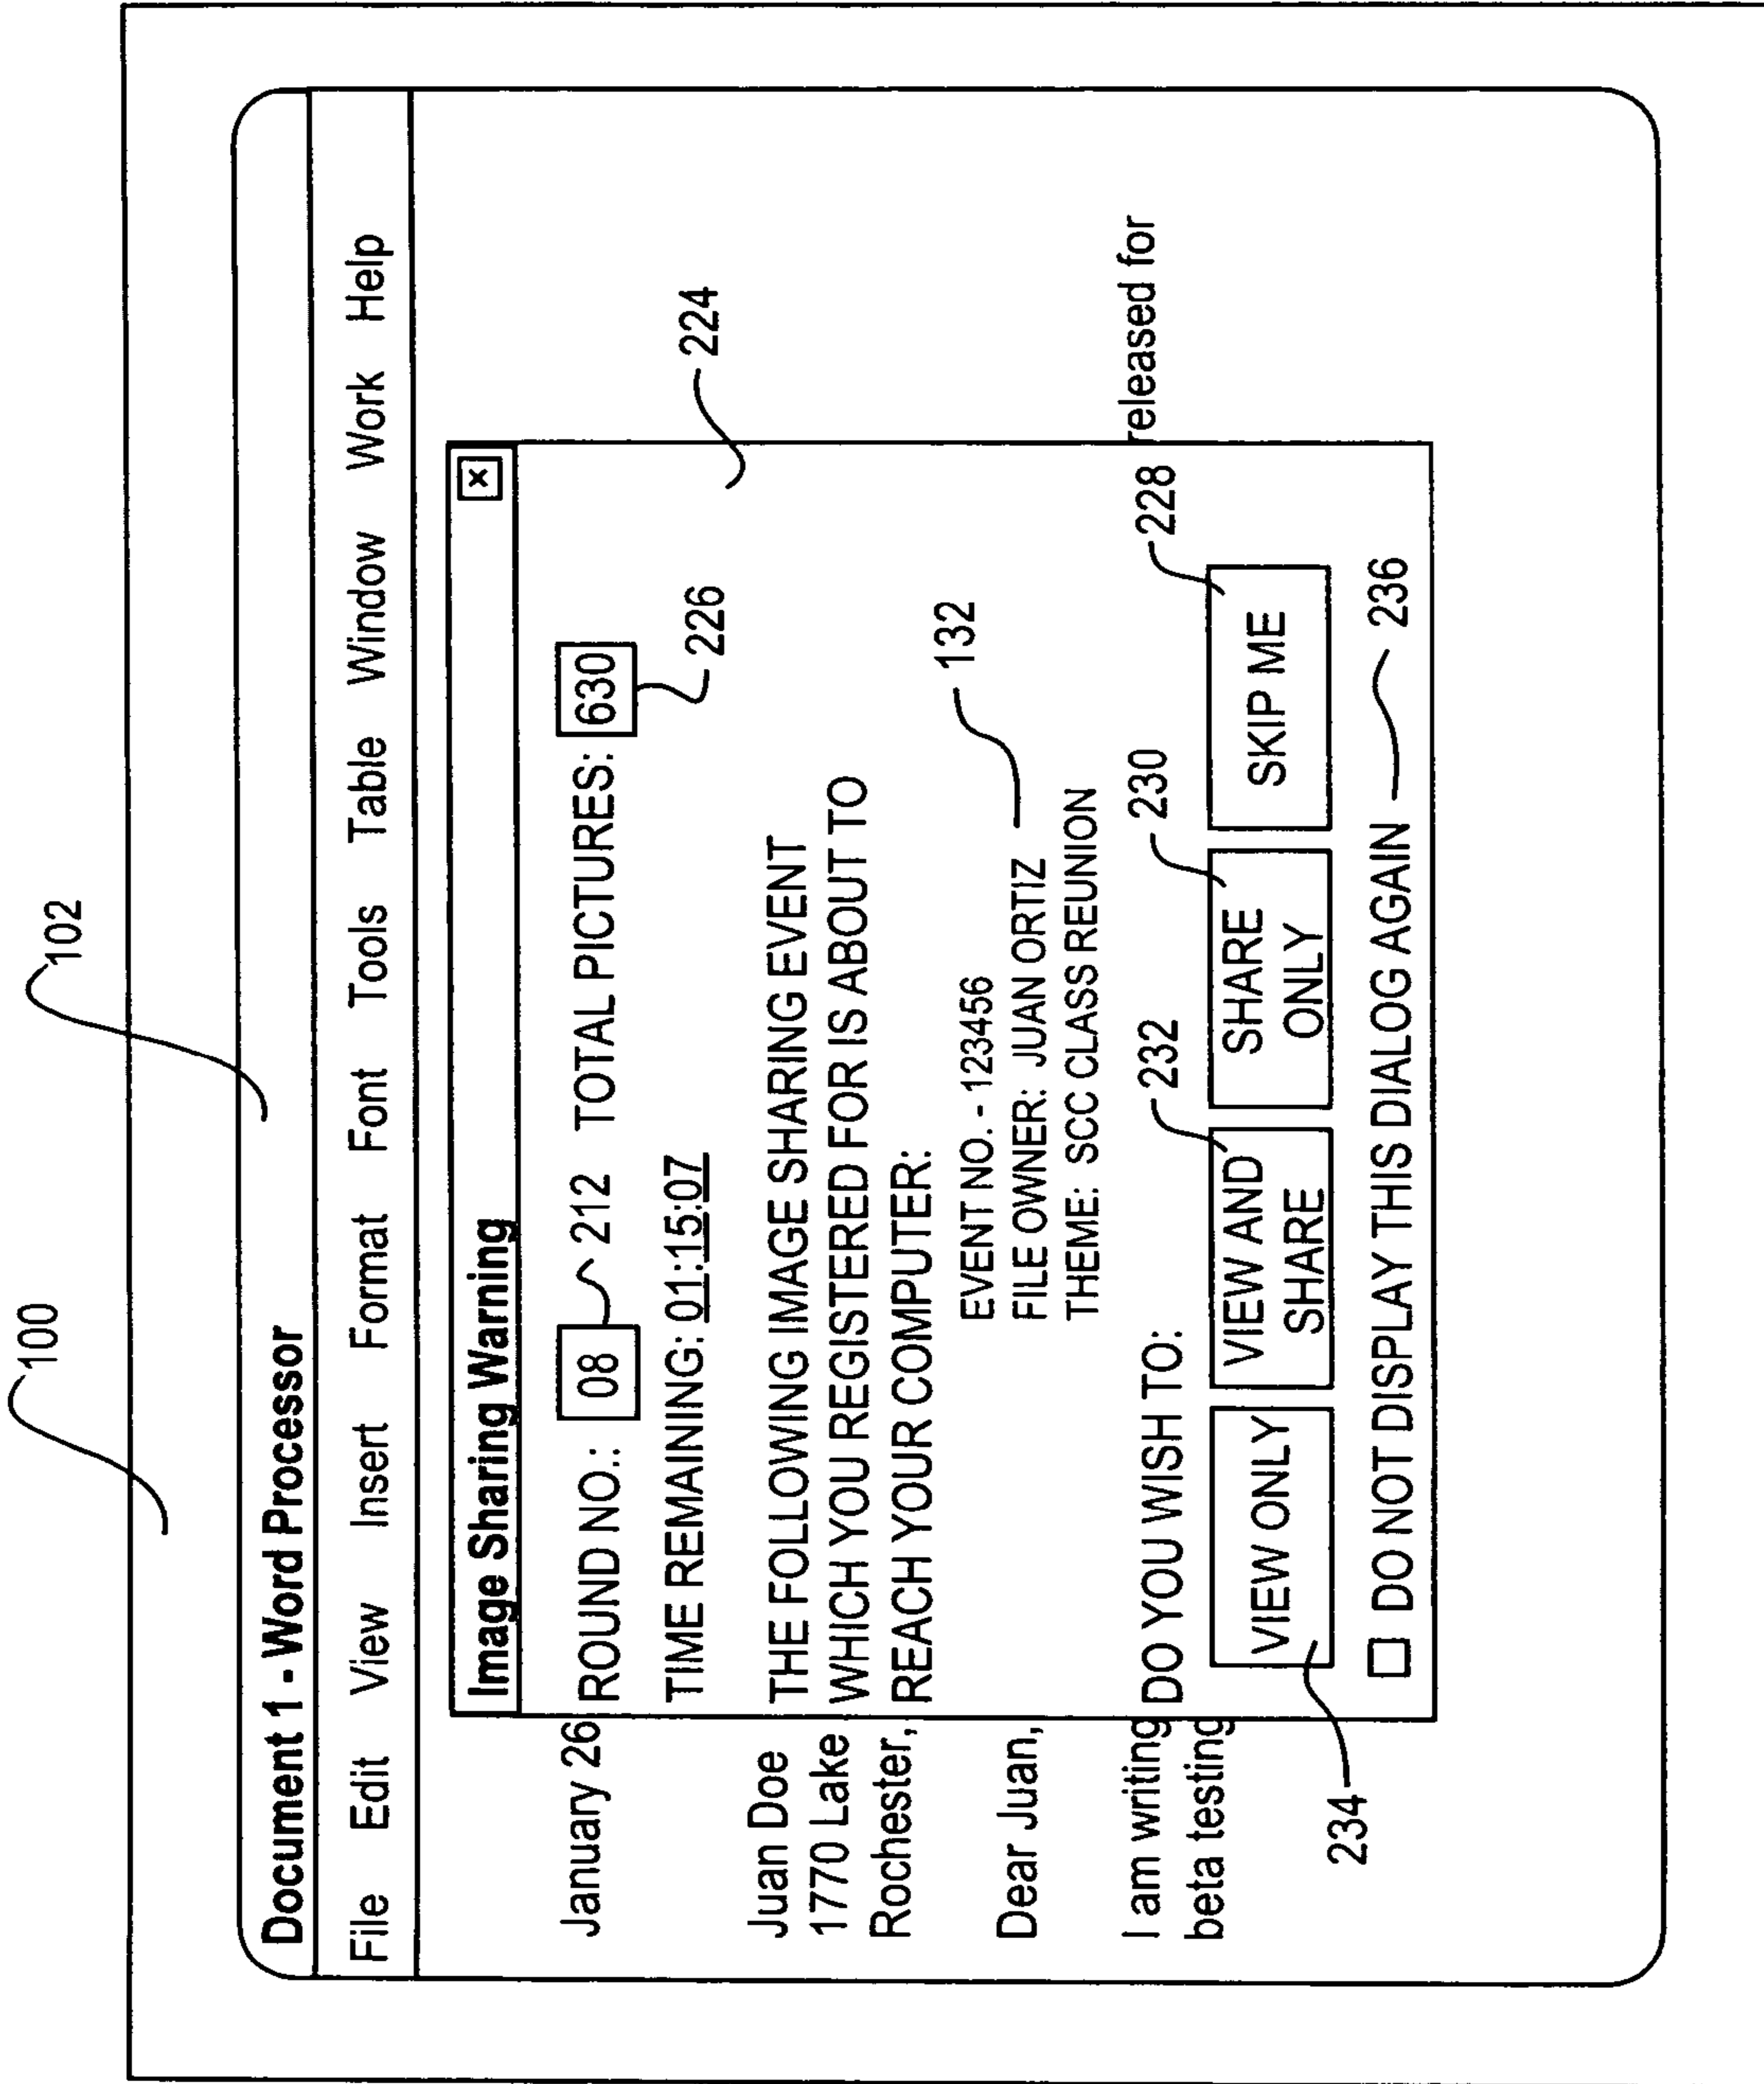 100
102
Document 1 - Word Processor
File Edit View Insert Format Font Tools Table Window Work Help
Image Sharing Warning x
January 26 ROUND NO.: 08 212 TOTAL PICTURES: 630
TIME REMAINING: 01:15:07
226
224
Juan Doe
1770 Lake
Rochester,
THE FOLLOWING IMAGE SHARING EVENT
WHICH YOU REGISTERED FOR IS ABOUT TO
REACH YOUR COMPUTER:
132
EVENT NO. - 123456
FILE OWNER: JUAN ORTIZ
THEME: SCC CLASS REUNION
Dear Juan,
I am writing DO YOU WISH TO: released for
beta testing
232
230
228
VIEW ONLY
VIEW AND
SHARE
SHARE
ONLY
SKIP ME
234
DO NOT DISPLAY THIS DIALOG AGAIN 236